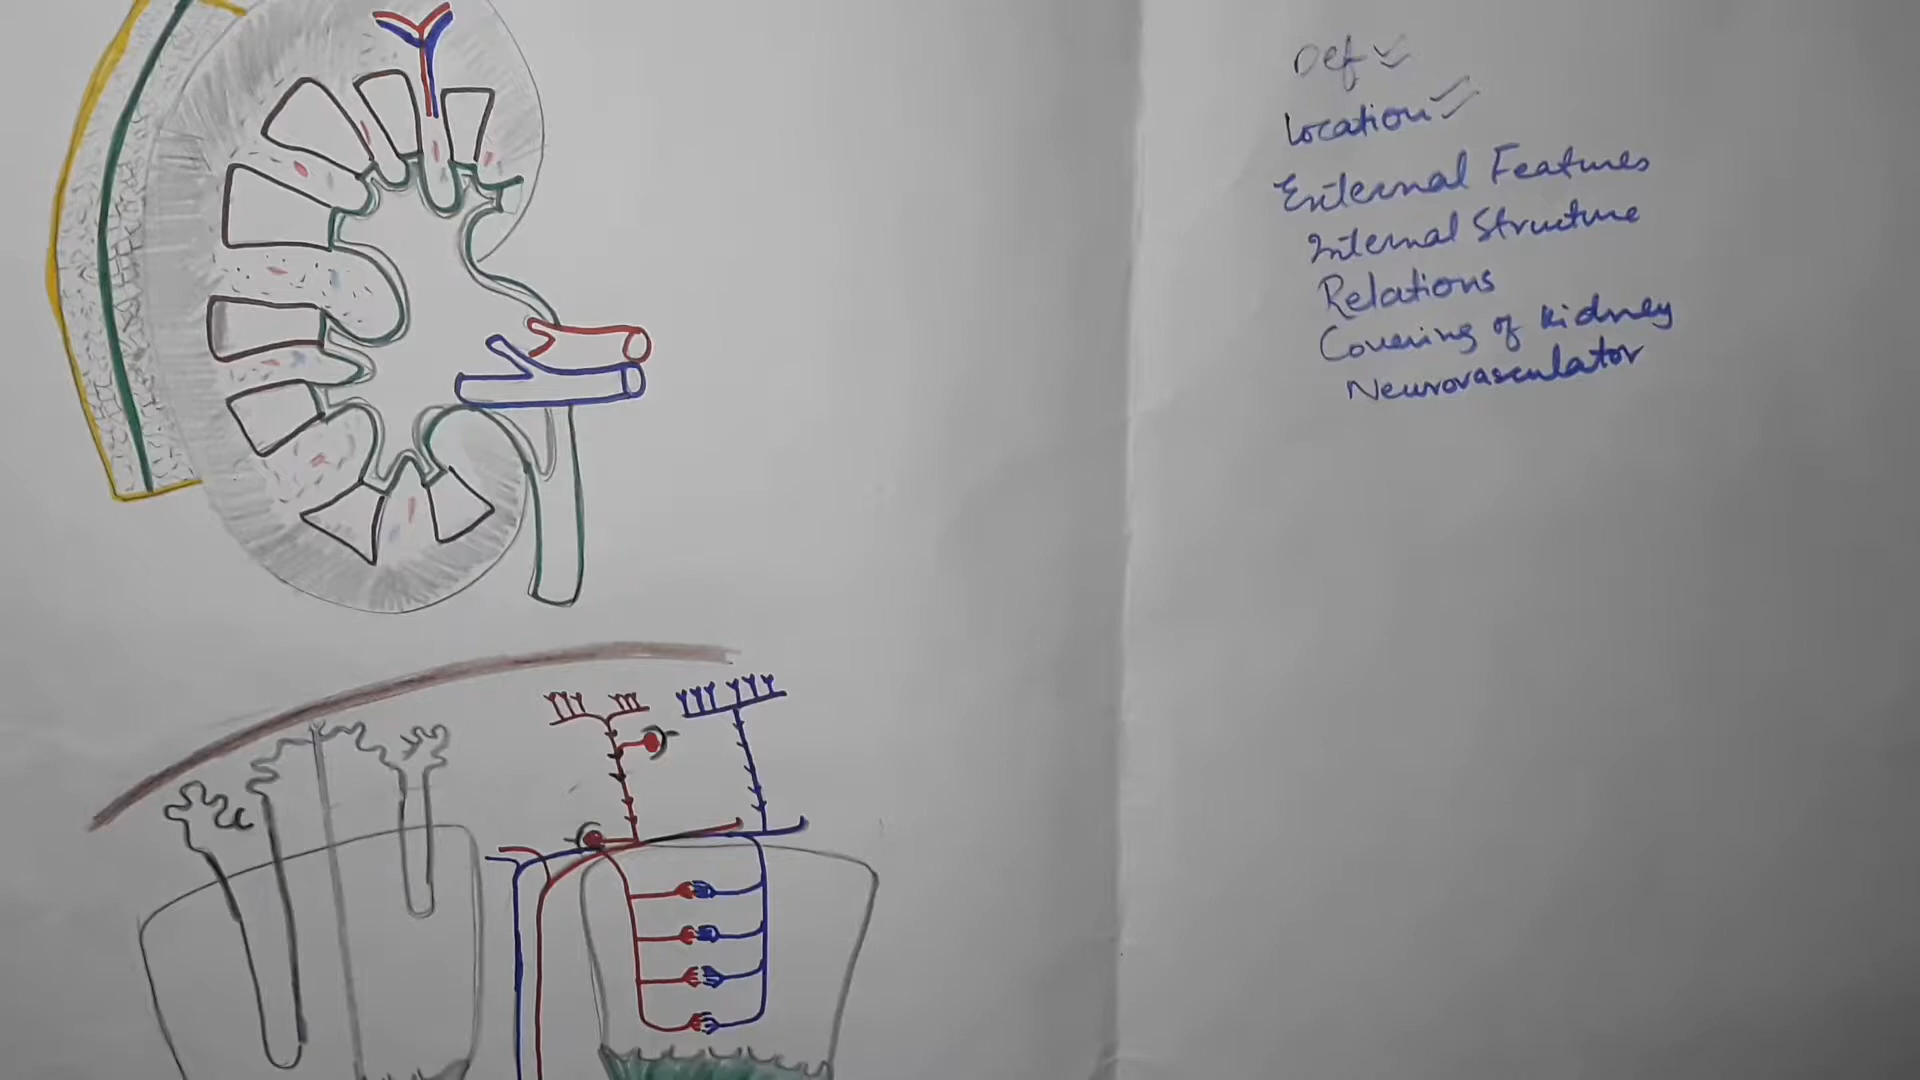 Def
Location
External Features
Internal Structure
Relations
Covering of kidney
Neurovasculator